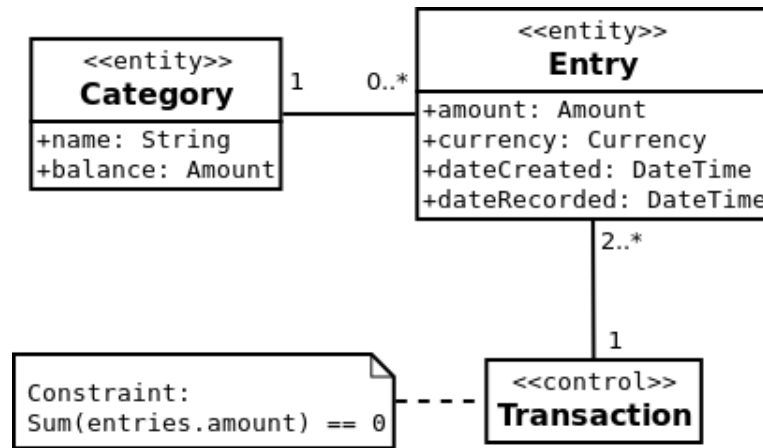 <<entity>>
Category
+name: String
+balance: Amount
1
0..*
<<entity>>
Entry
+amount: Amount
+currency: Currency
+dateCreated: DateTime
+dateRecorded: DateTime
2..*
1
<<control>>
Transaction
Constraint:
Sum(entries.amount) == 0